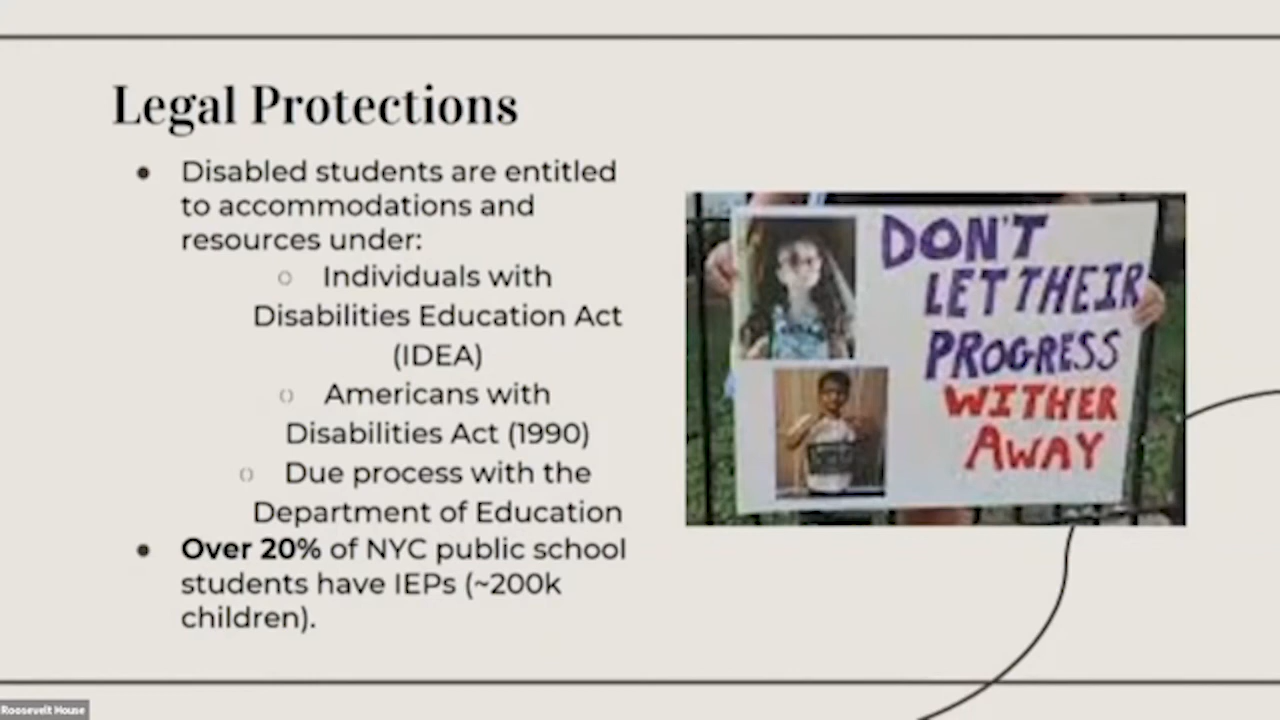 Legal Protections
● Disabled students are entitled
to accommodations and
resources under:
○ Individuals with
Disabilities Education Act
(IDEA)
○ Americans with
Disabilities Act (1990)
○ Due process with the
Department of Education
● Over 20% of NYC public school
students have IEPs (~200k
children).
DON'T
LET THEIR
PROGRESS
WITHER
AWAY
Roosevelt House